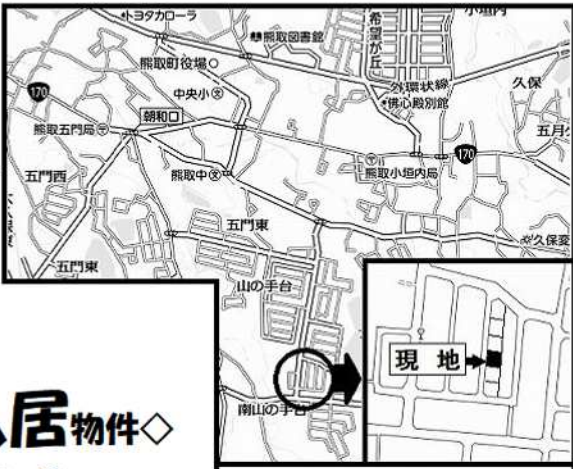 トヨタカローラ
熊取図書館
希望が丘
小垣内
熊取町役場
170
中央小
外環状線
佛心殿別館
久保
朝和口
熊取五門局
五月
170
熊取小垣内局
五門西
熊取中
五門東
久保変
五門東
山の手台
現 地
南山の手台
居物件◇